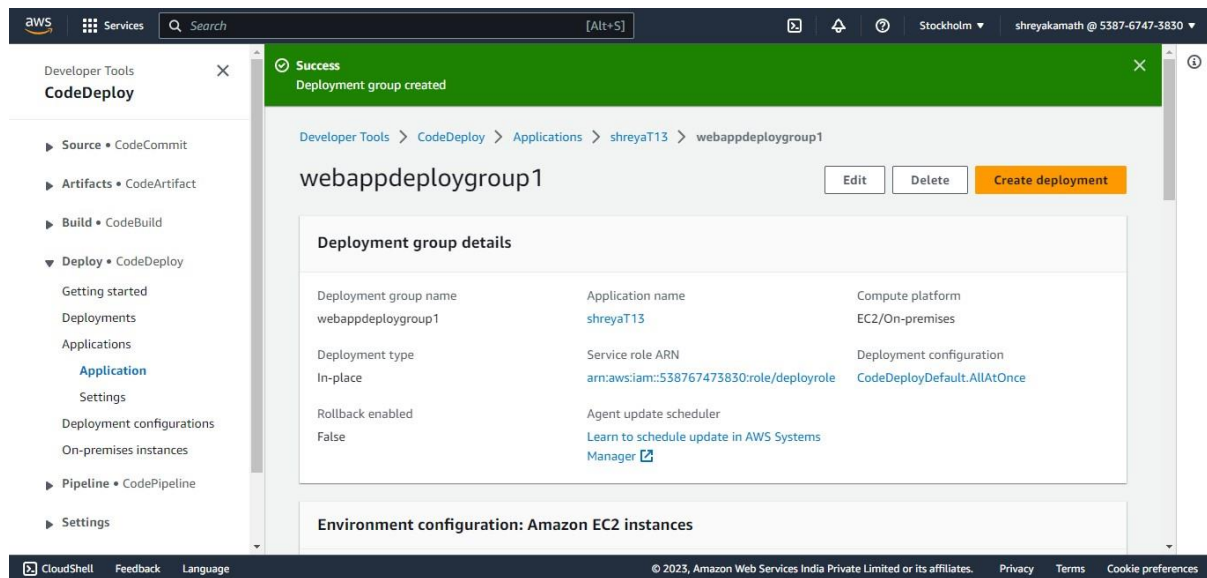 aws
Services
Search
[Alt+S]
Stockholm
shreyakamath @ 5387-6747-3830
Developer Tools
CodeDeploy
Source • CodeCommit
Artifacts • CodeArtifact
Build • CodeBuild
Deploy • CodeDeploy
Getting started
Deployments
Applications
Application
Settings
Deployment configurations
On-premises instances
Pipeline • CodePipeline
Settings
Success
Deployment group created
Developer Tools > CodeDeploy > Applications > shreyaT13 > webappdeploygroup1
webappdeploygroup1
Edit
Delete
Create deployment
Deployment group details
Deployment group name
webappdeploygroup1
Application name
shreyaT13
Compute platform
EC2/On-premises
Deployment type
In-place
Service role ARN
arn:aws:iam::538767473830:role/deployrole
Deployment configuration
CodeDeployDefault.AllAtOnce
Rollback enabled
False
Agent update scheduler
Learn to schedule update in AWS Systems
Manager
Environment configuration: Amazon EC2 instances
CloudShell
Feedback
Language
© 2023, Amazon Web Services India Private Limited or its affiliates.
Privacy
Terms
Cookie preferences